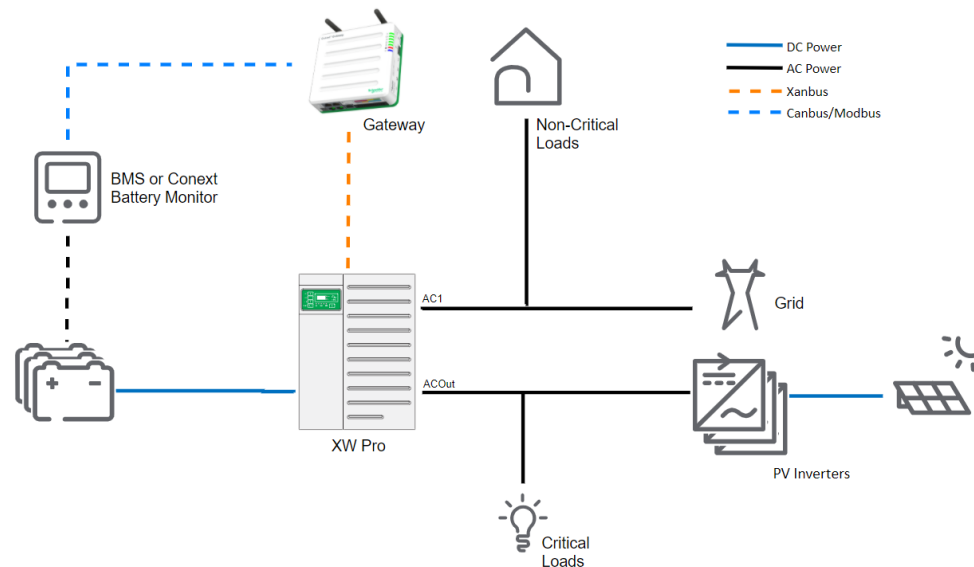 DC Power
AC Power
Xanbus
Canbus/Modbus
Gateway
Non-Critical
Loads
BMS or Conext
Battery Monitor
AC1
Grid
ACOut
XW Pro
PV Inverters
Critical
Loads